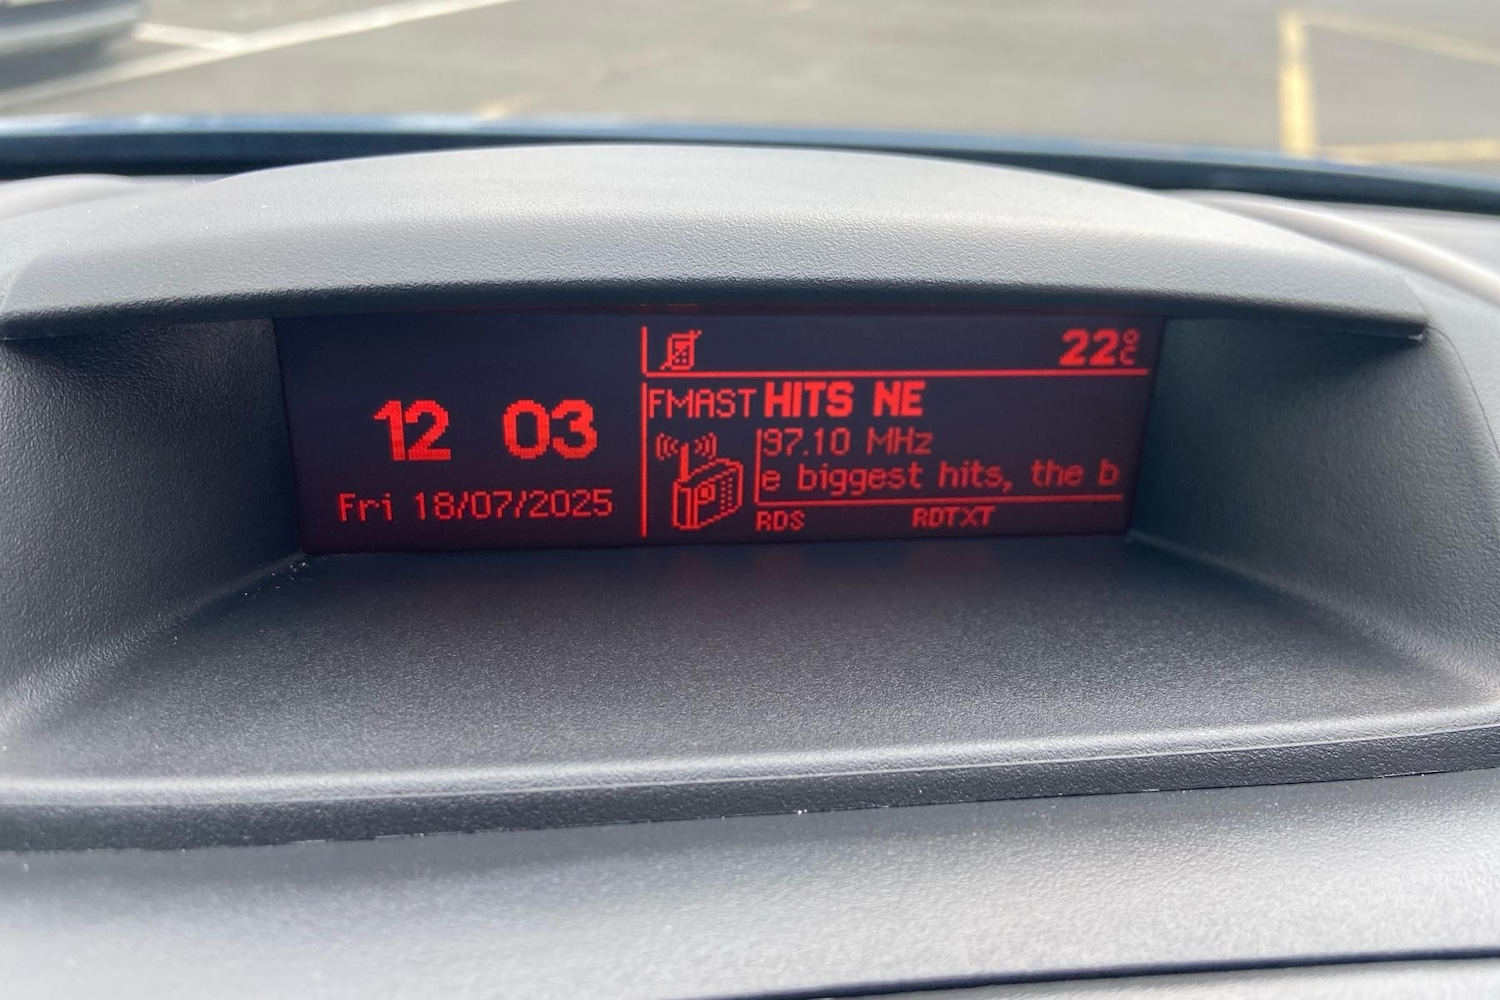 12 03
Fri 18/07/2025
22°C
FMAST HITS NE
97.10 MHz
e biggest hits, the b
RDS RDTXT